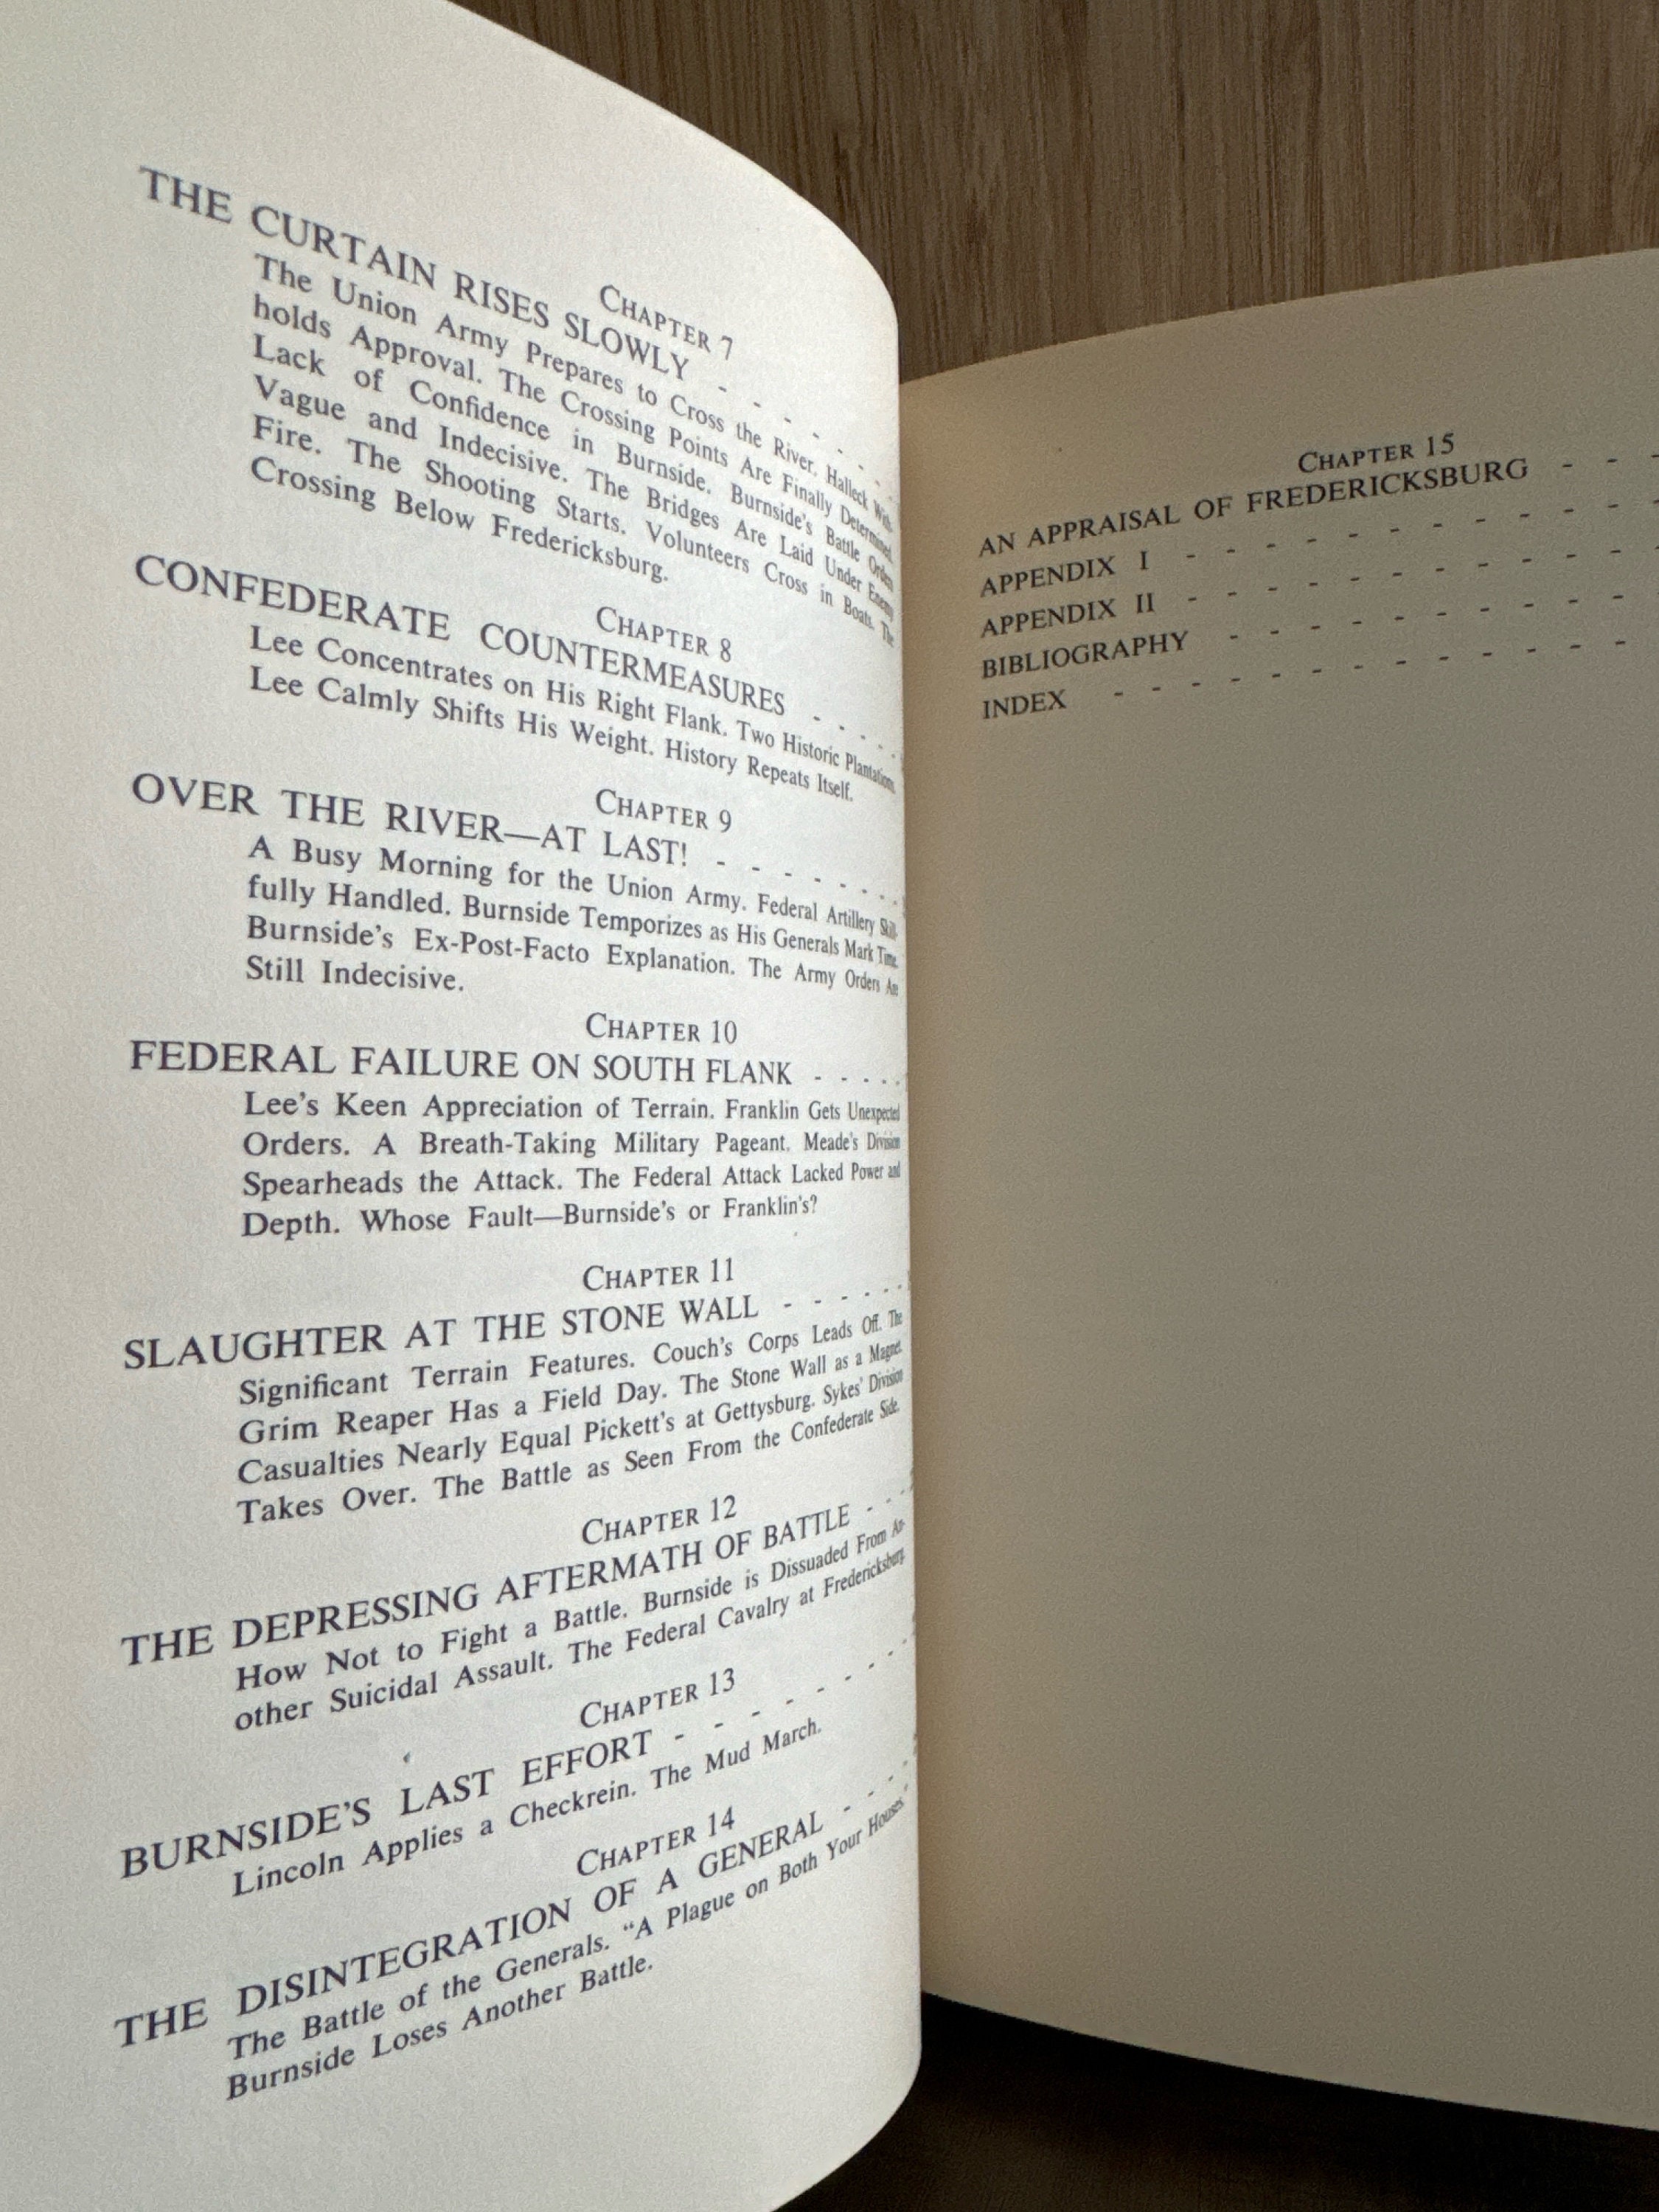 CHAPTER 7
THE CURTAIN RISES SLOWLY - - - - - - -
The Union Army Prepares to Cross the River. Halleck With-
holds Approval. The Crossing Points Are Finally Determined.
Lack of Confidence in Burnside. Burnside's Battle Orders
Vague and Indecisive. The Bridges Are Laid Under Enemy
Fire. The Shooting Starts. Volunteers Cross in Boats. The
Crossing Below Fredericksburg.
CHAPTER 8
CONFEDERATE COUNTERMEASURES - - - - -
Lee Concentrates on His Right Flank. Two Historic Plantations.
Lee Calmly Shifts His Weight. History Repeats Itself.
CHAPTER 9
OVER THE RIVER—AT LAST! - - - - - - - -
A Busy Morning for the Union Army. Federal Artillery Skill-
fully Handled. Burnside Temporizes as His Generals Mark Time.
Burnside's Ex-Post-Facto Explanation. The Army Orders Are
Still Indecisive.
CHAPTER 10
FEDERAL FAILURE ON SOUTH FLANK - - - - -
Lee's Keen Appreciation of Terrain. Franklin Gets Unexpected
Orders. A Breath-Taking Military Pageant. Meade's Division
Spearheads the Attack. The Federal Attack Lacked Power and
Depth. Whose Fault—Burnside's or Franklin's?
CHAPTER 11
SLAUGHTER AT THE STONE WALL - - - - - -
Significant Terrain Features. Couch's Corps Leads Off. The
Grim Reaper Has a Field Day. The Stone Wall as a Magnet.
Casualties Nearly Equal Pickett's at Gettysburg. Sykes' Division
Takes Over. The Battle as Seen From the Confederate Side.
CHAPTER 12
THE DEPRESSING AFTERMATH OF BATTLE - - -
How Not to Fight a Battle. Burnside is Dissuaded From An-
other Suicidal Assault. The Federal Cavalry at Fredericksburg.
CHAPTER 13
BURNSIDE'S LAST EFFORT - - - - - - - -
Lincoln Applies a Checkrein. The Mud March.
CHAPTER 14
THE DISINTEGRATION OF A GENERAL - - - -
The Battle of the Generals. "A Plague on Both Your Houses."
Burnside Loses Another Battle.
CHAPTER 15
AN APPRAISAL OF FREDERICKSBURG - - -
APPENDIX I - - - - - - - - - - - -
APPENDIX II - - - - - - - - - - - -
BIBLIOGRAPHY - - - - - - - - - - -
INDEX - - - - - - - - - - - - - -